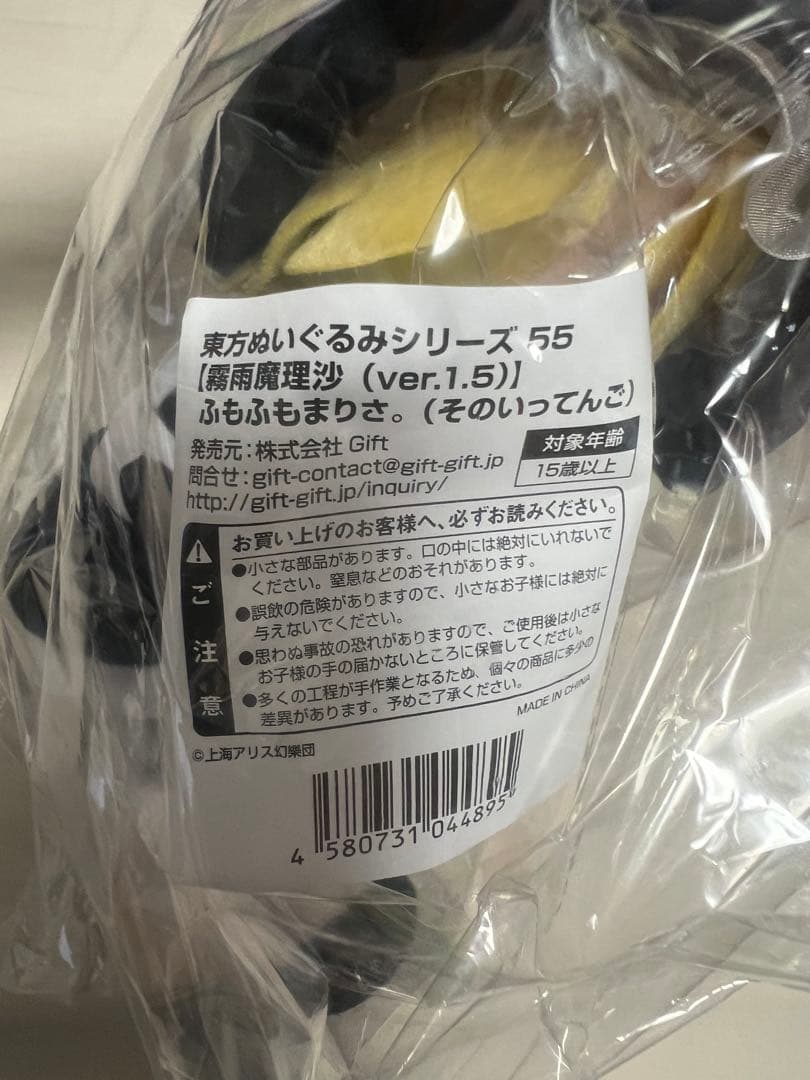 東方ぬいぐるみシリーズ 55
【霧雨魔理沙（ver.1.5）】
ふもふもまりさ。（そのいってんご）
発売元：株式会社 Gift
問合せ：gift-contact@gift-gift.jp
http://gift-gift.jp/inquiry/
対象年齢
15歳以上
ご注意
お買い上げのお客様へ、必ずお読みください。
●小さな部品があります。口の中には絶対にいれないで
ください。窒息などのおそれがあります。
●誤飲の危険がありますので、小さなお子様には絶対に
与えないでください。
●思わぬ事故の恐れがありますので、ご使用後は小さな
お子様の手の届かないところに保管してください。
●多くの工程が手作業となるため、個々の商品に多少の
差異があります。予めご了承ください。
MADE IN CHINA
©上海アリス幻樂団
4 580731 044895